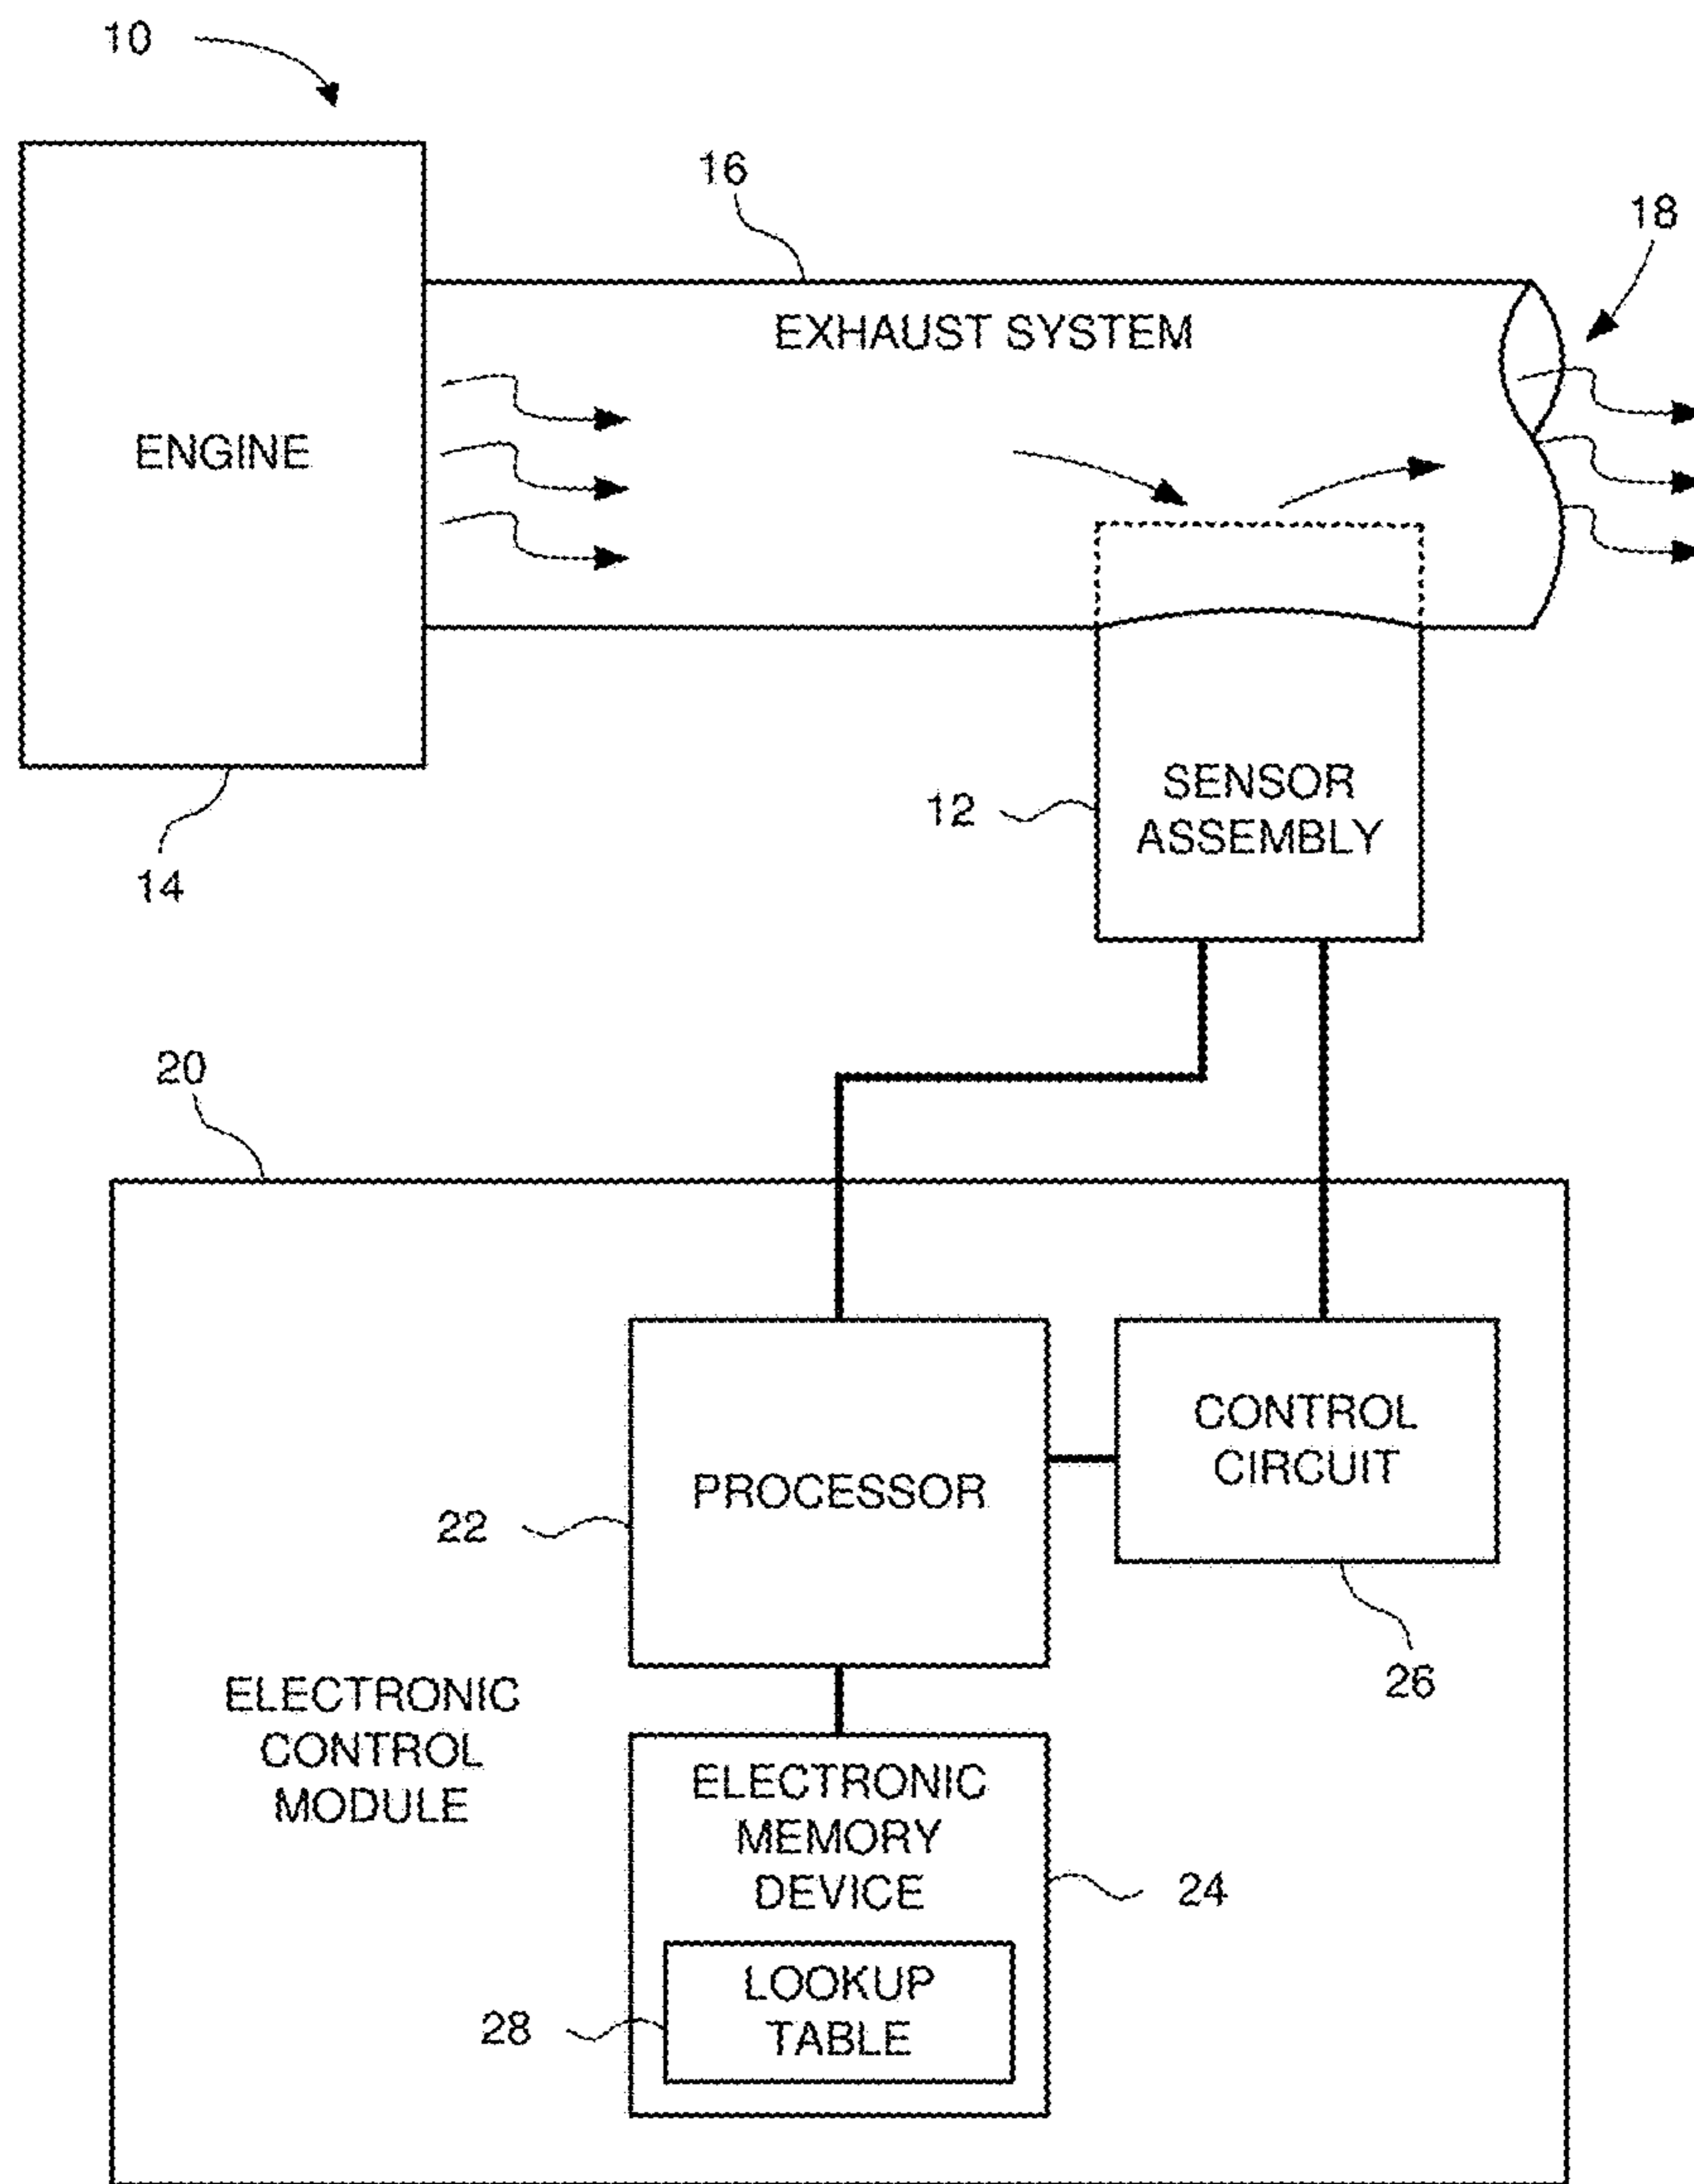 10
16
18
EXHAUST SYSTEM
ENGINE
SENSOR
ASSEMBLY
12
14
20
CONTROL
CIRCUIT
PROCESSOR
22
26
ELECTRONIC
CONTROL
MODULE
ELECTRONIC
MEMORY
DEVICE
24
LOOKUP
TABLE
28